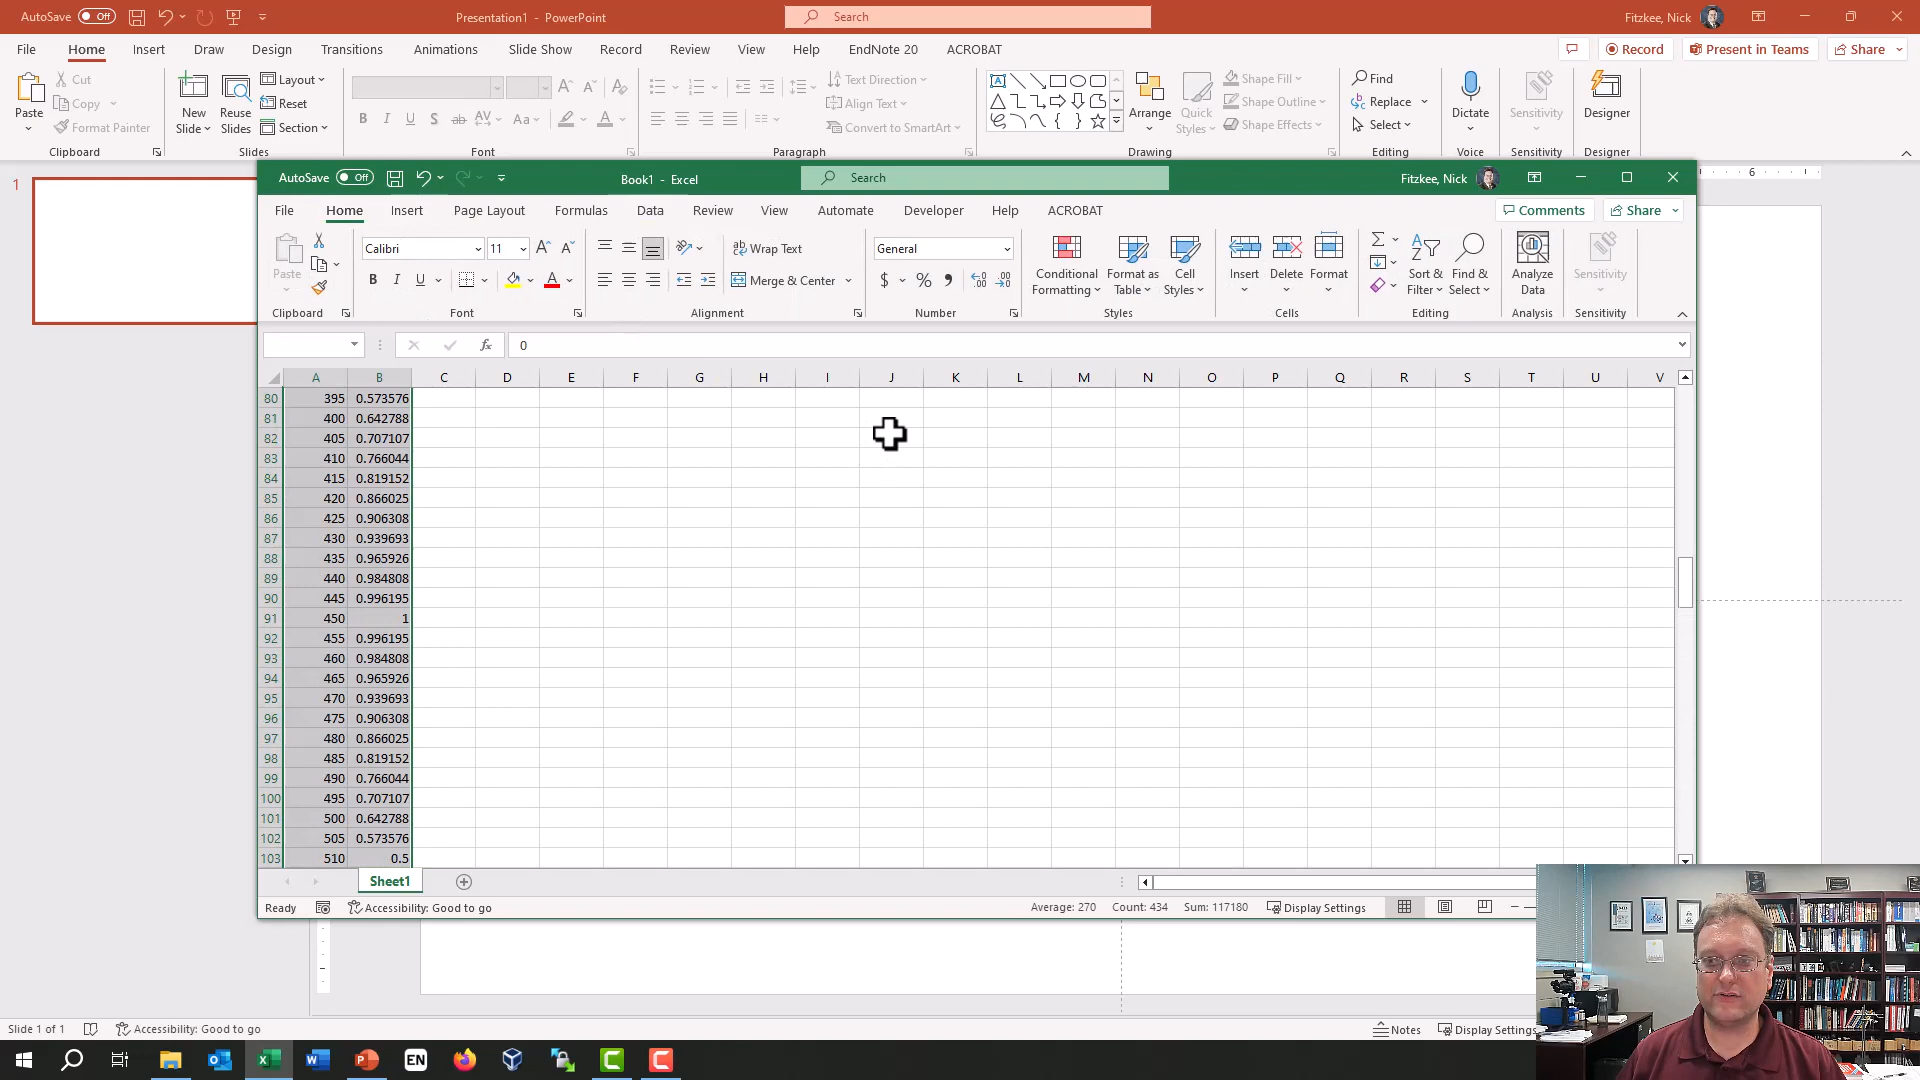 AutoSave Off Presentation1 - PowerPoint Search Fitzkee, Nick
File Home Insert Draw Design Transitions Animations Slide Show Record Review View Help EndNote 20 ACROBAT Record Present in Teams Share
Paste Cut Copy Format Painter
New Slide Reuse Slides Layout Reset Section
Text Direction Align Text Convert to SmartArt
Arrange Quick Styles Shape Fill Shape Outline Shape Effects
Find Replace Select Dictate Sensitivity Designer
Clipboard Slides Font Paragraph Drawing Editing Voice Sensitivity Designer
1
6
AutoSave Off Book1 - Excel Search Fitzkee, Nick
File Home Insert Page Layout Formulas Data Review View Automate Developer Help ACROBAT Comments Share
Paste Calibri 11 Wrap Text General
B I U Merge & Center $ %
Conditional Formatting Format as Table Cell Styles Insert Delete Format Sort & Filter Find & Select Analyze Data Sensitivity
Clipboard Font Alignment Number Styles Cells Editing Analysis Sensitivity
fx 0
A B C D E F G H I J K L M N O P Q R S T U V
80 395 0.573576
81 400 0.642788
82 405 0.707107
83 410 0.766044
84 415 0.819152
85 420 0.866025
86 425 0.906308
87 430 0.939693
88 435 0.965926
89 440 0.984808
90 445 0.996195
91 450 1
92 455 0.996195
93 460 0.984808
94 465 0.965926
95 470 0.939693
96 475 0.906308
97 480 0.866025
98 485 0.819152
99 490 0.766044
100 495 0.707107
101 500 0.642788
102 505 0.573576
103 510 0.5
Sheet1
Ready Accessibility: Good to go Average: 270 Count: 434 Sum: 117180 Display Settings
Slide 1 of 1 Accessibility: Good to go Notes Display Settings
EN